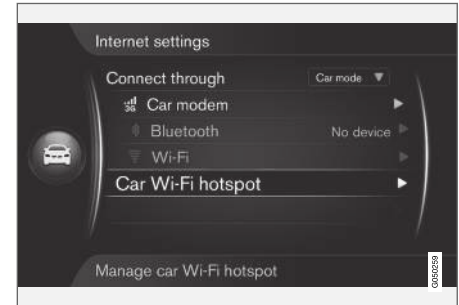 Internet settings
Connect through Car mode
3G Car modem
Bluetooth No device
Wi-Fi
Car Wi-Fi hotspot
Manage car Wi-Fi hotspot
G050259